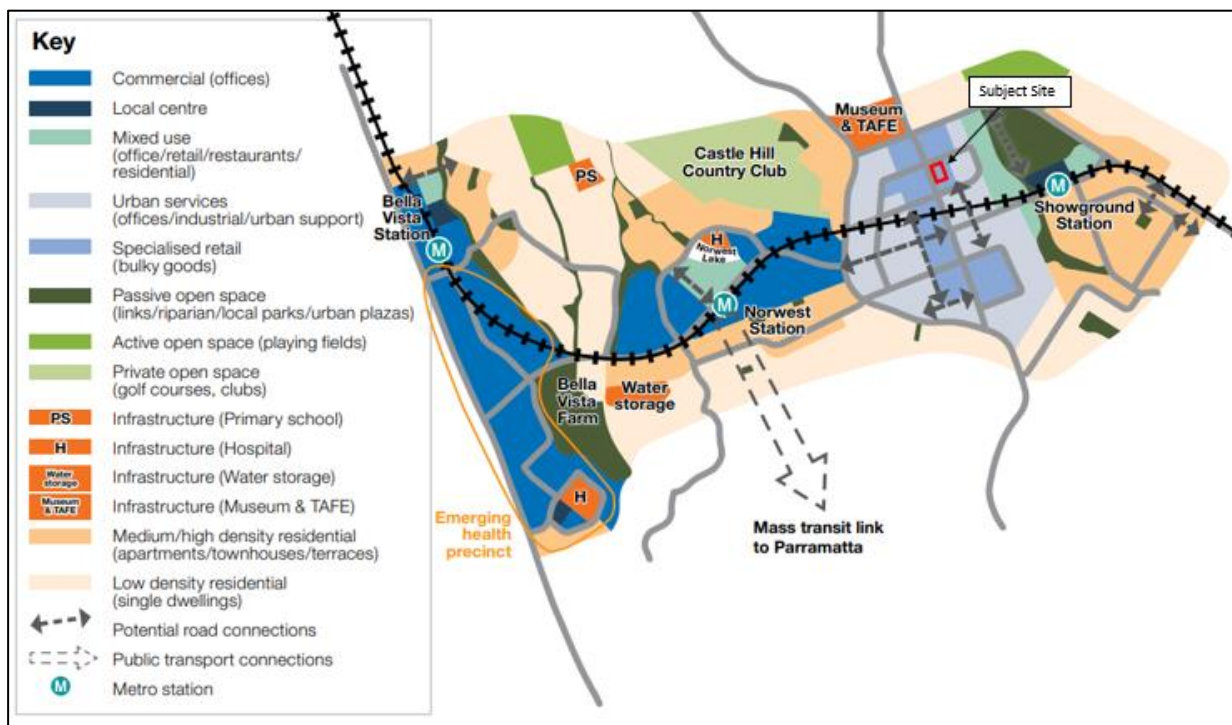 Key
Commercial (offices)
Local centre
Mixed use
(office/retail/restaurants/
residential)
Urban services
(offices/industrial/urban support)
Specialised retail
(bulky goods)
Passive open space
(links/riparian/local parks/urban plazas)
Active open space (playing fields)
Private open space
(golf courses, clubs)
PS
Infrastructure (Primary school)
H
Infrastructure (Hospital)
Water
storage
Infrastructure (Water storage)
Museum
& TAFE
Infrastructure (Museum & TAFE)
Medium/high density residential
(apartments/townhouses/terraces)
Low density residential
(single dwellings)
Potential road connections
Public transport connections
M
Metro station
Subject Site
Museum
& TAFE
Castle Hill
Country Club
PS
Bella
Vista
Station
M
M
Showground
Station
H
Norwest
Lake
M
Norwest
Station
Bella
Vista
Farm
Water
storage
H
Emerging
health
precinct
Mass transit link
to Parramatta